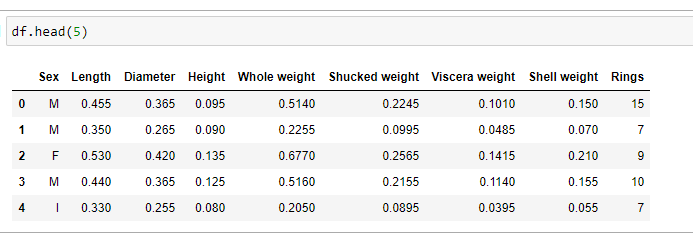 df.head(5)
Sex Length Diameter Height Whole weight Shucked weight Viscera weight Shell weight Rings
0 M 0.455 0.365 0.095 0.5140 0.2245 0.1010 0.150 15
1 M 0.350 0.265 0.090 0.2255 0.0995 0.0485 0.070 7
2 F 0.530 0.420 0.135 0.6770 0.2565 0.1415 0.210 9
3 M 0.440 0.365 0.125 0.5160 0.2155 0.1140 0.155 10
4 I 0.330 0.255 0.080 0.2050 0.0895 0.0395 0.055 7